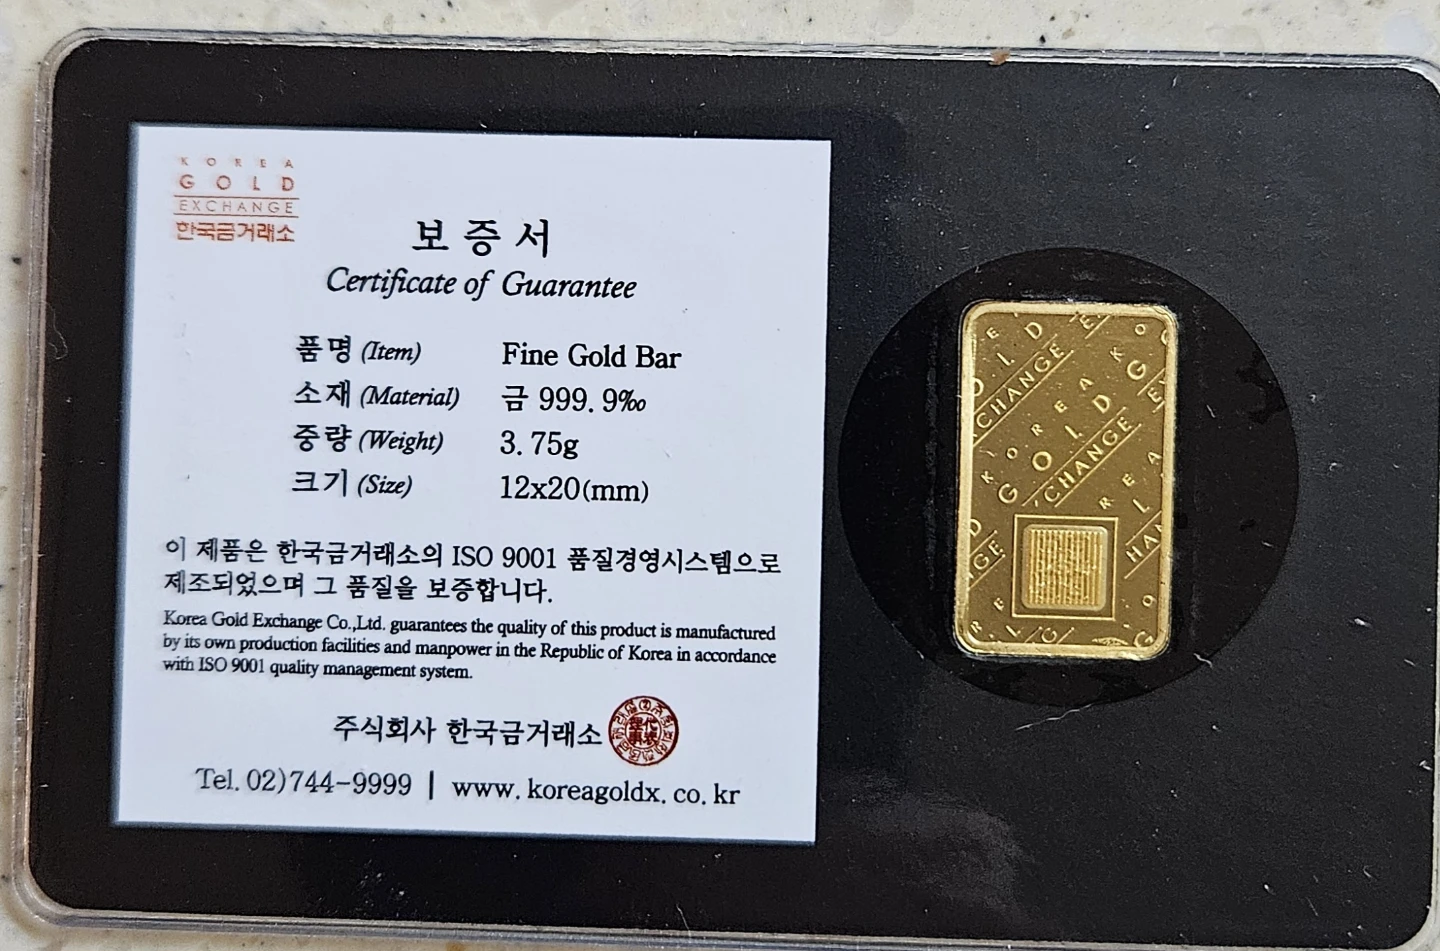 KOREA
GOLD
EXCHANGE
한국금거래소
보증서
Certificate of Guarantee
품명 (Item) Fine Gold Bar
소재 (Material) 금 999.9‰
중량 (Weight) 3.75g
크기 (Size) 12x20(mm)
이 제품은 한국금거래소의 ISO 9001 품질경영시스템으로
제조되었으며 그 품질을 보증합니다.
Korea Gold Exchange Co.,Ltd. guarantees the quality of this product is manufactured
by its own production facilities and manpower in the Republic of Korea in accordance
with ISO 9001 quality management system.
주식회사 한국금거래소
Tel. 02)744-9999 | www.koreagoldx.co.kr
KOREA
GOLD
CHANGE